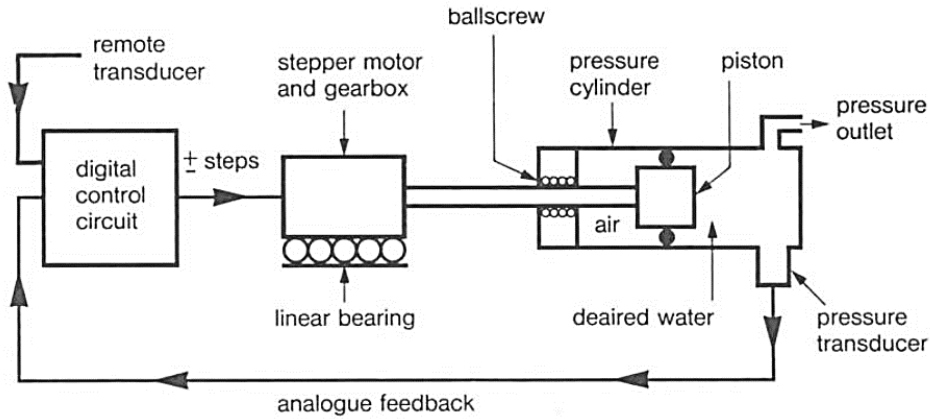 ballscrew
remote
transducer
stepper motor
and gearbox
pressure
cylinder
piston
pressure
outlet
digital
control
circuit
± steps
air
linear bearing
deaired water
pressure
transducer
analogue feedback